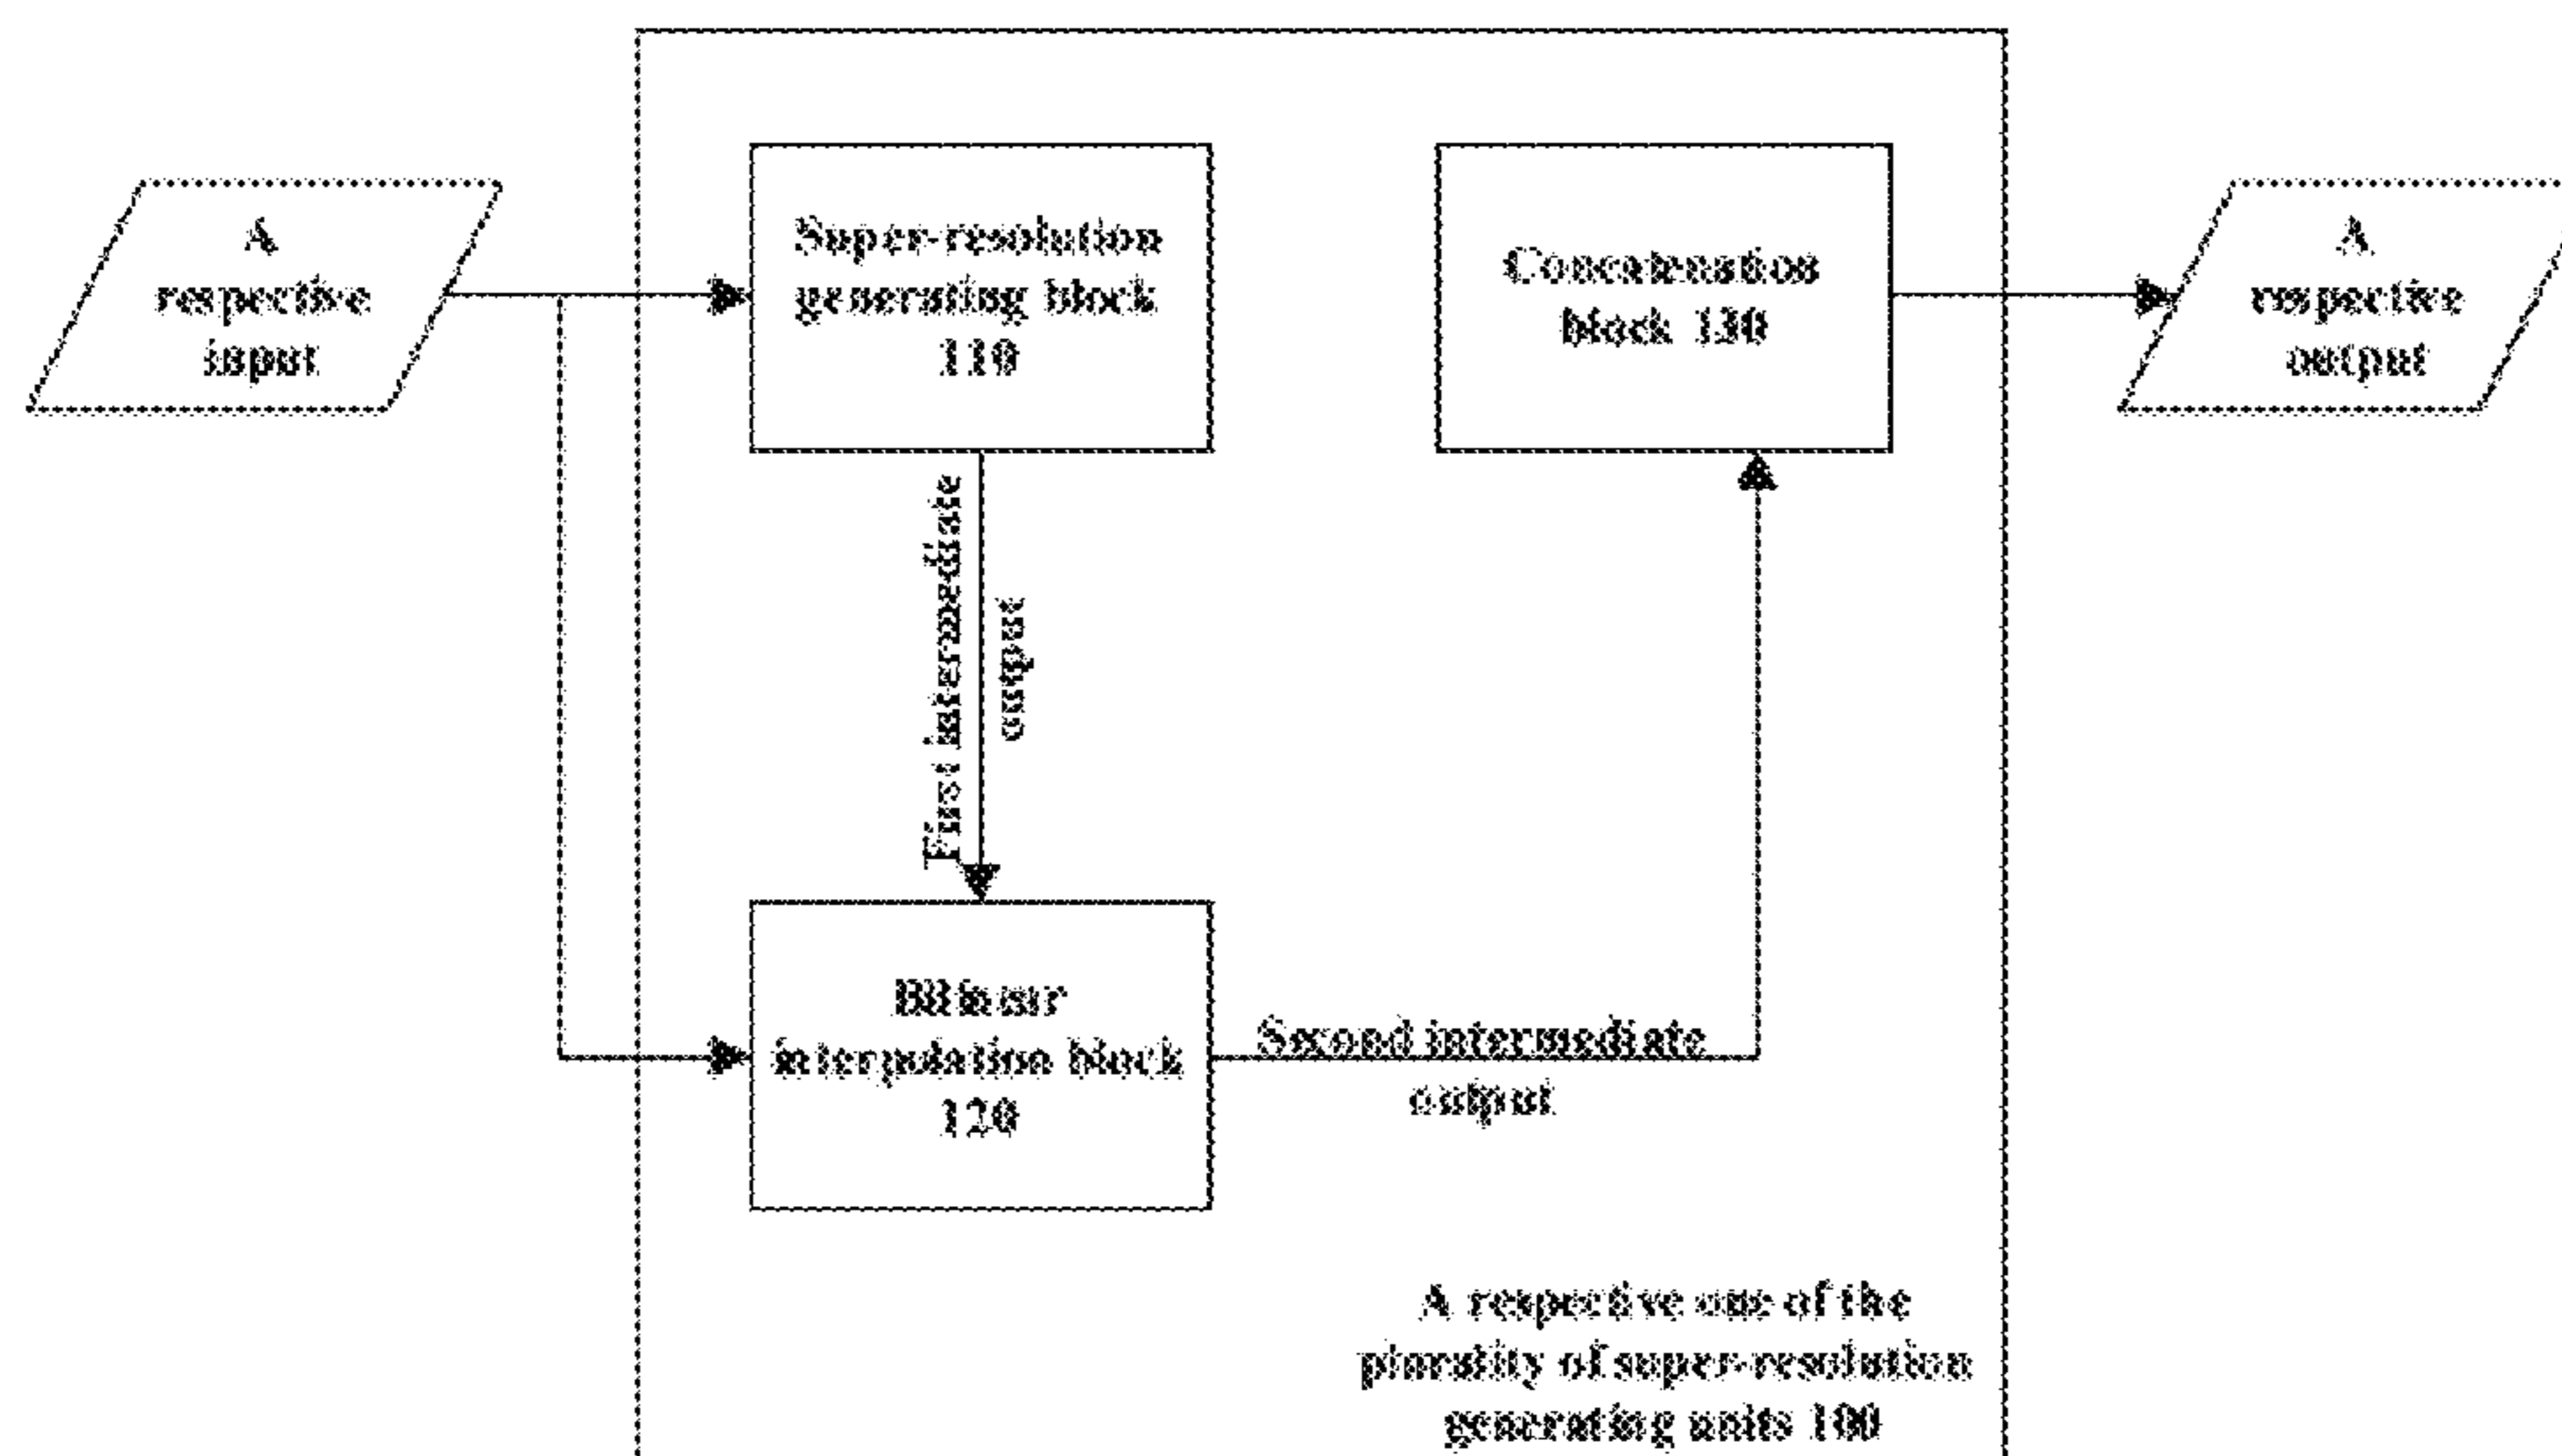 A
respective
input
Super-resolution
generating block
110
Concatenation
block 130
A
respective
output
First intermediate
output
Bilinear
interpolation block
120
Second intermediate
output
A respective one of the
plurality of super-resolution
generating units 100